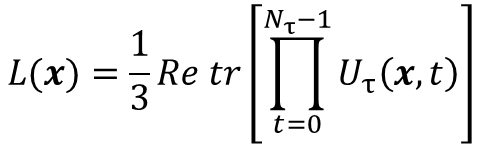 L(x) = 1/3 Re tr [∏_{t=0}^{N_τ−1} U_τ(x, t)]